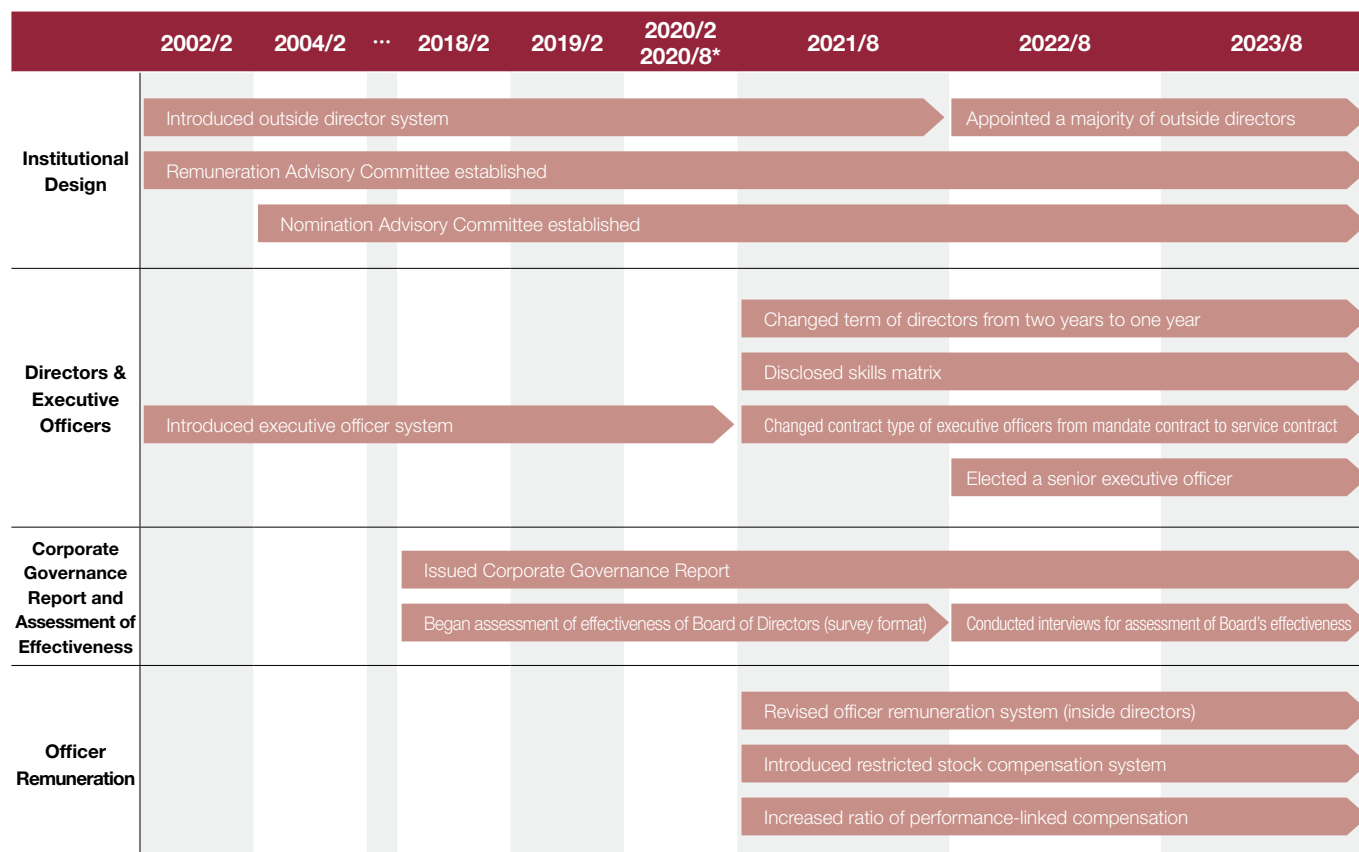 2002/2 2004/2 ··· 2018/2 2019/2 2020/2 2021/8 2022/8 2023/8
2020/8*
Institutional
Design
Introduced outside director system
Appointed a majority of outside directors
Remuneration Advisory Committee established
Nomination Advisory Committee established
Directors &
Executive
Officers
Changed term of directors from two years to one year
Disclosed skills matrix
Introduced executive officer system
Changed contract type of executive officers from mandate contract to service contract
Elected a senior executive officer
Corporate
Governance
Report and
Assessment of
Effectiveness
Issued Corporate Governance Report
Began assessment of effectiveness of Board of Directors (survey format)
Conducted interviews for assessment of Board's effectiveness
Officer
Remuneration
Revised officer remuneration system (inside directors)
Introduced restricted stock compensation system
Increased ratio of performance-linked compensation